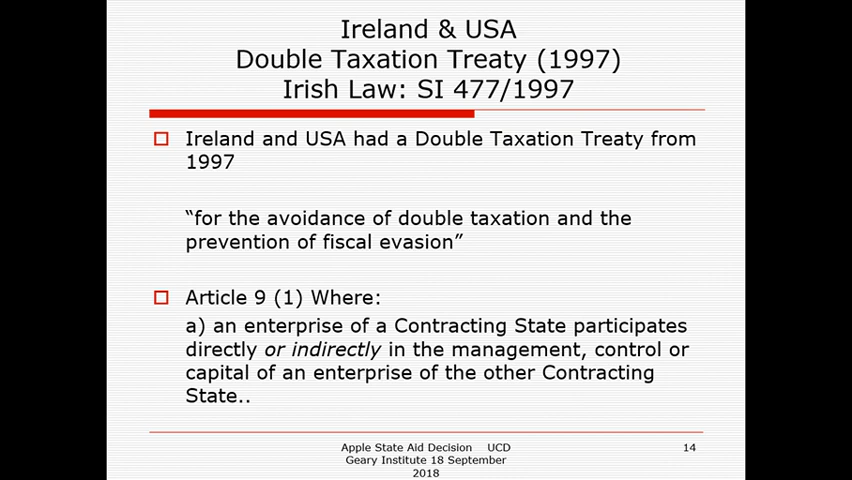 Ireland & USA
Double Taxation Treaty (1997)
Irish Law: SI 477/1997
Ireland and USA had a Double Taxation Treaty from
1997
“for the avoidance of double taxation and the
prevention of fiscal evasion”
Article 9 (1) Where:
a) an enterprise of a Contracting State participates
directly or indirectly in the management, control or
capital of an enterprise of the other Contracting
State..
Apple State Aid Decision UCD
Geary Institute 18 September
2018
14